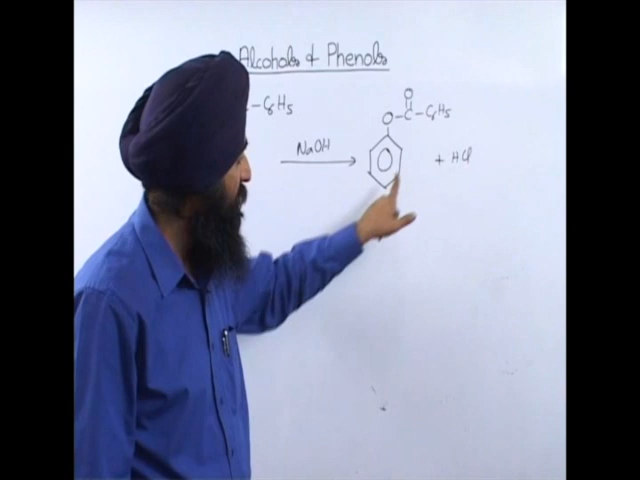 Alcohols & Phenols
O
- C6H5
O - C - C6H5
NaOH
+ HCl